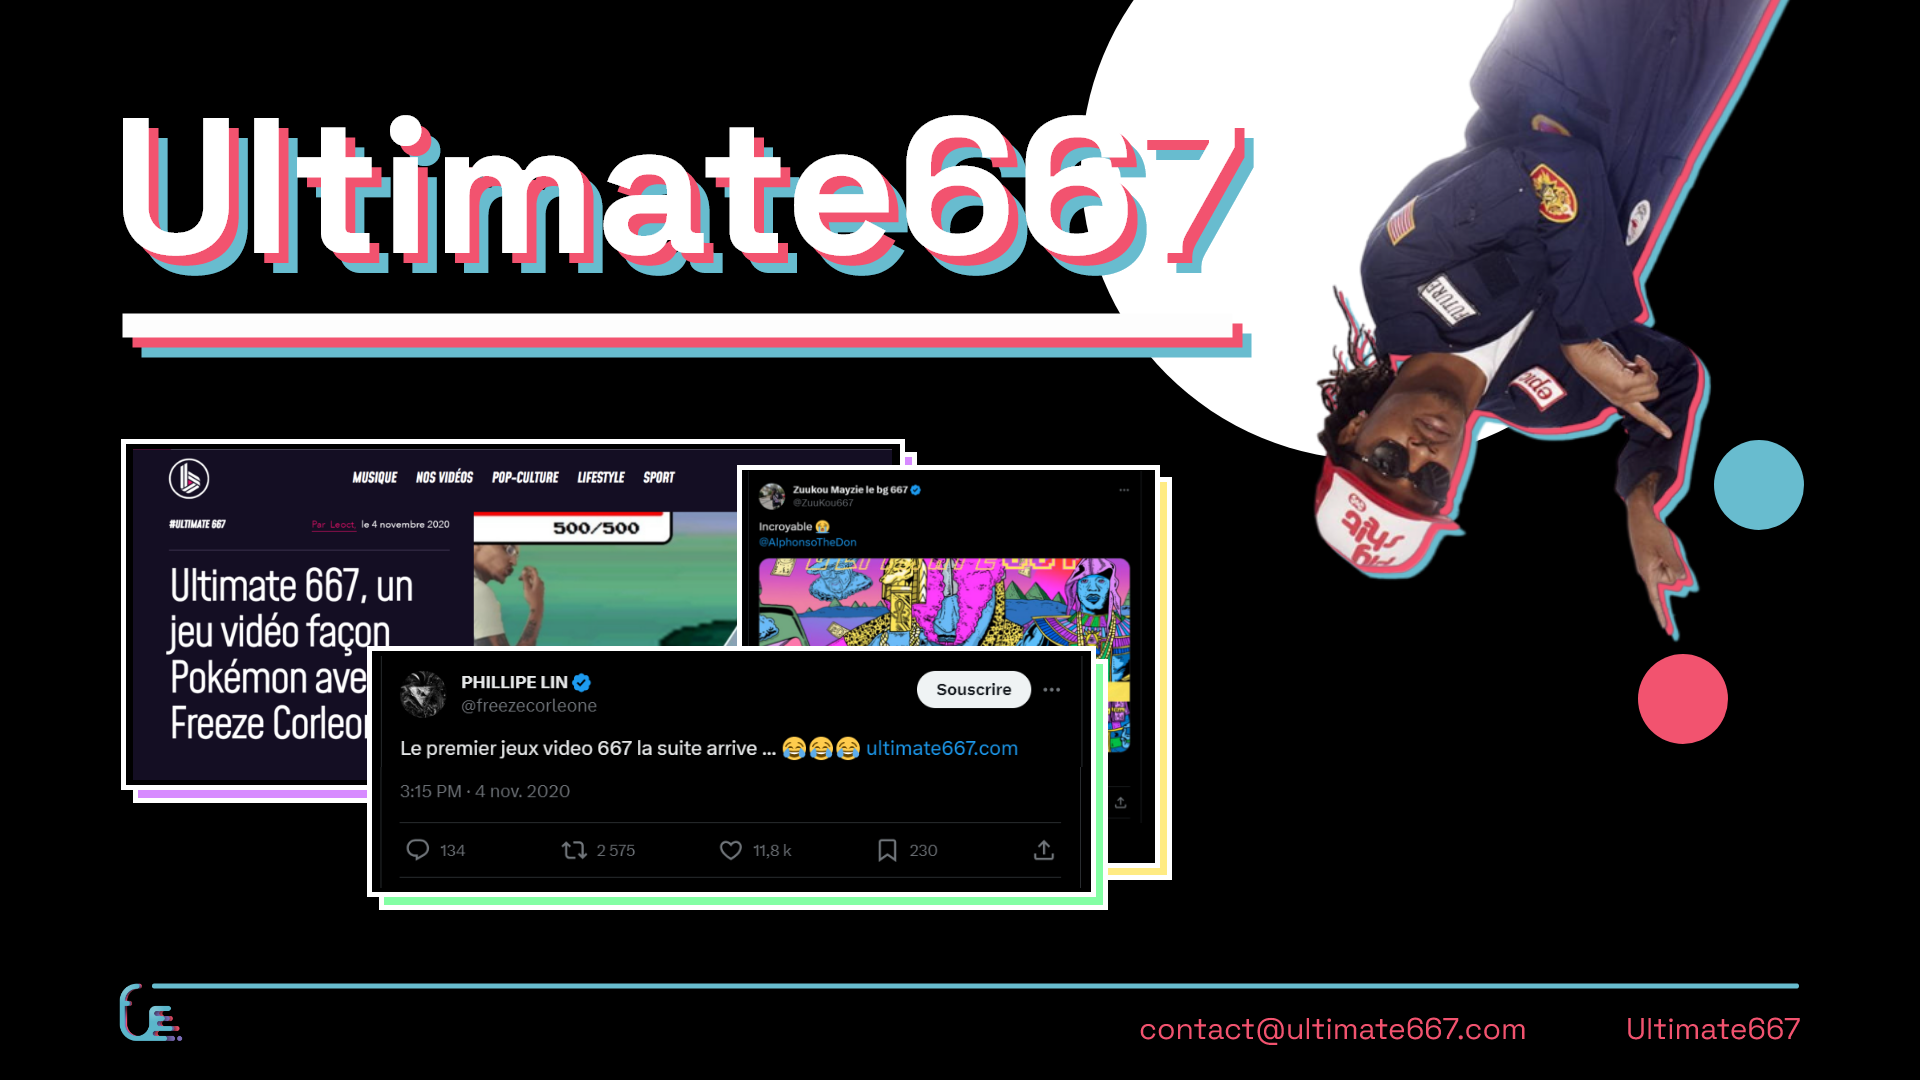 Ultimate667
MUSIQUE NOS VIDÉOS POP-CULTURE LIFESTYLE SPORT
#ULTIMATE 667 Par Leoct, le 4 novembre 2020
Ultimate 667, un
jeu vidéo façon
Pokémon ave
Freeze Corleo
500/500
Zuukou Mayzie le bg 667
@ZuuKou667
Incroyable 😭
@AlphonsoTheDon
PHILLIPE LIN
@freezecorleone
Souscrire
Le premier jeux video 667 la suite arrive ... 😂😂😂 ultimate667.com
3:15 PM · 4 nov. 2020
134 2 575 11,8 k 230
FUTURE
epic
contact@ultimate667.com Ultimate667